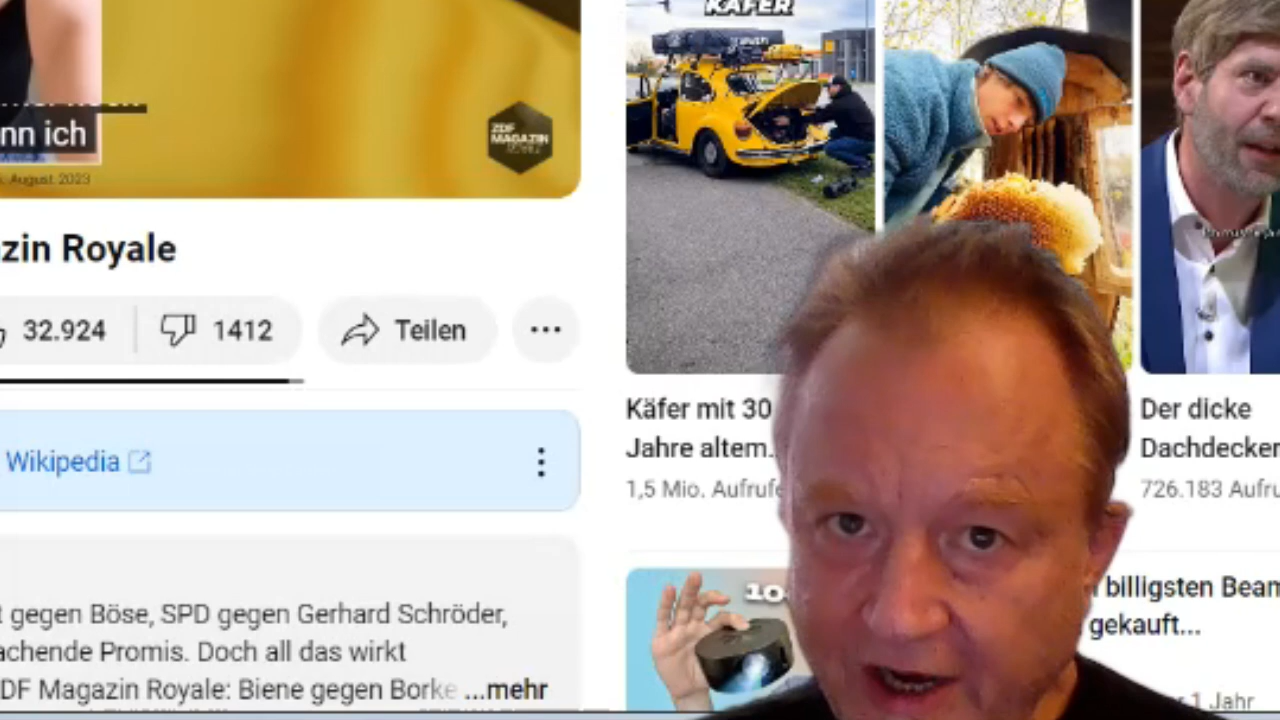 KÄFER
nn ich
ZDF
MAGAZIN
August 2023
zin Royale
32.924
1412
Teilen
Wikipedia
t gegen Böse, SPD gegen Gerhard Schröder,
achende Promis. Doch all das wirkt
DF Magazin Royale: Biene gegen Borke ...mehr
Käfer mit 30
Jahre altem.
1,5 Mio. Aufrufe
Der dicke
Dachdecker
726.183 Aufru
10
billigsten Beam
gekauft...
1 Jahr